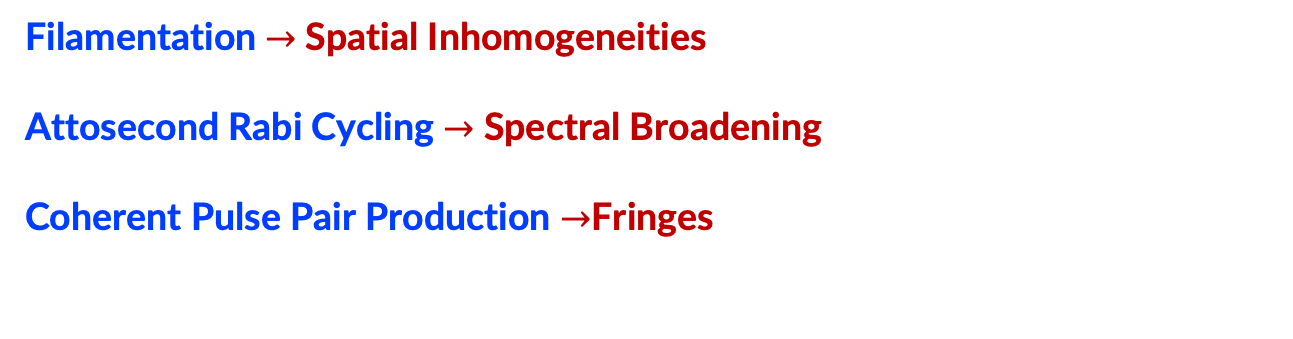 Filamentation → Spatial Inhomogeneities
Attosecond Rabi Cycling → Spectral Broadening
Coherent Pulse Pair Production →Fringes